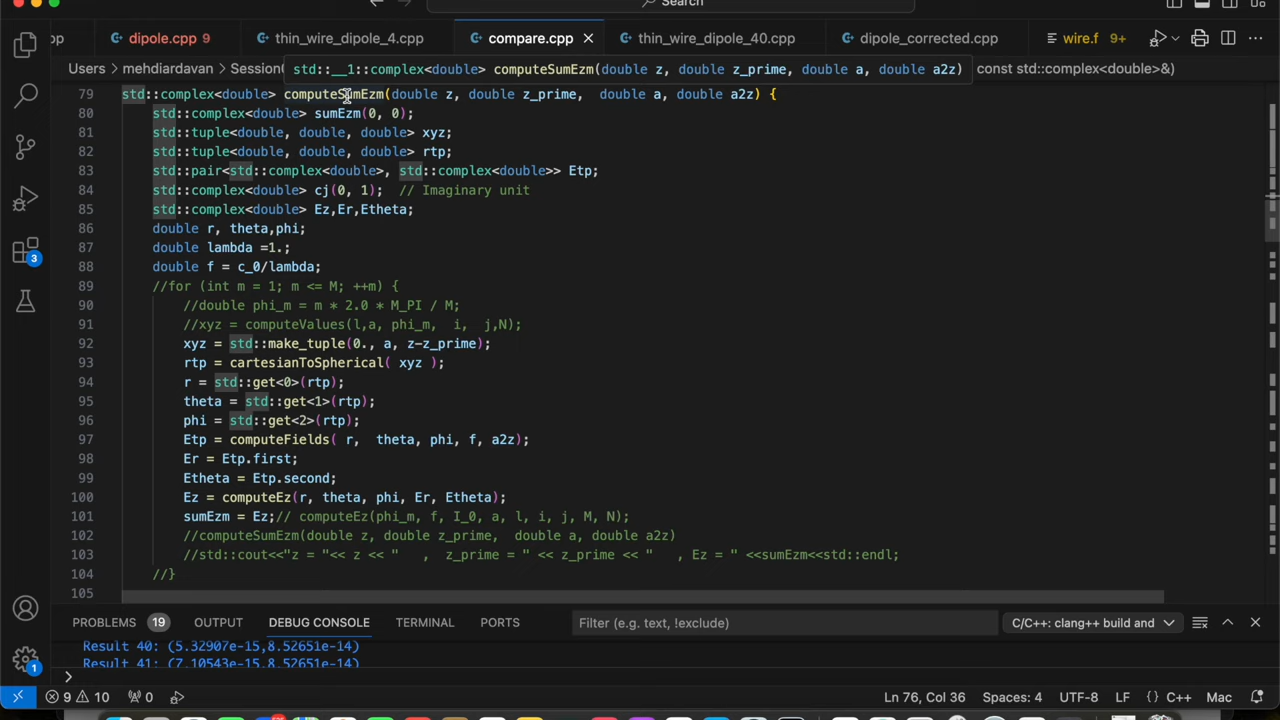 Search
pp
dipole.cpp 9
thin_wire_dipole_4.cpp
compare.cpp
thin_wire_dipole_40.cpp
dipole_corrected.cpp
wire.f 9+
Users
mehdiardavan
Session
std::__1::complex<double> computeSumEzm(double z, double z_prime, double a, double a2z)
const std::complex<double>&)
79 std::complex<double> computeSumEzm(double z, double z_prime,  double a, double a2z) {
80 std::complex<double> sumEzm(0, 0);
81 std::tuple<double, double, double> xyz;
82 std::tuple<double, double, double> rtp;
83 std::pair<std::complex<double>, std::complex<double>> Etp;
84 std::complex<double> cj(0, 1);  // Imaginary unit
85 std::complex<double> Ez,Er,Etheta;
86 double r, theta,phi;
87 double lambda =1.;
88 double f = c_0/lambda;
89 //for (int m = 1; m <= M; ++m) {
90 //double phi_m = m * 2.0 * M_PI / M;
91 //xyz = computeValues(l,a, phi_m,  i,  j,N);
92 xyz = std::make_tuple(0., a, z-z_prime);
93 rtp = cartesianToSpherical( xyz );
94 r = std::get<0>(rtp);
95 theta = std::get<1>(rtp);
96 phi = std::get<2>(rtp);
97 Etp = computeFields( r,  theta, phi, f, a2z);
98 Er = Etp.first;
99 Etheta = Etp.second;
100 Ez = computeEz(r, theta, phi, Er, Etheta);
101 sumEzm = Ez;// computeEz(phi_m, f, I_0, a, l, i, j, M, N);
102 //computeSumEzm(double z, double z_prime,  double a, double a2z)
103 //std::cout<<"z = "<< z << "   ,  z_prime = " << z_prime << "   , Ez = " <<sumEzm<<std::endl;
104 //}
105
PROBLEMS 19 OUTPUT DEBUG CONSOLE TERMINAL PORTS
Filter (e.g. text, !exclude)
C/C++: clang++ build and
Result 40: (5.32907e-15,8.52651e-14)
Result 41: (7.10543e-15,8.52651e-14)
3
1
9 10 0
Ln 76, Col 36 Spaces: 4 UTF-8 LF {} C++ Mac